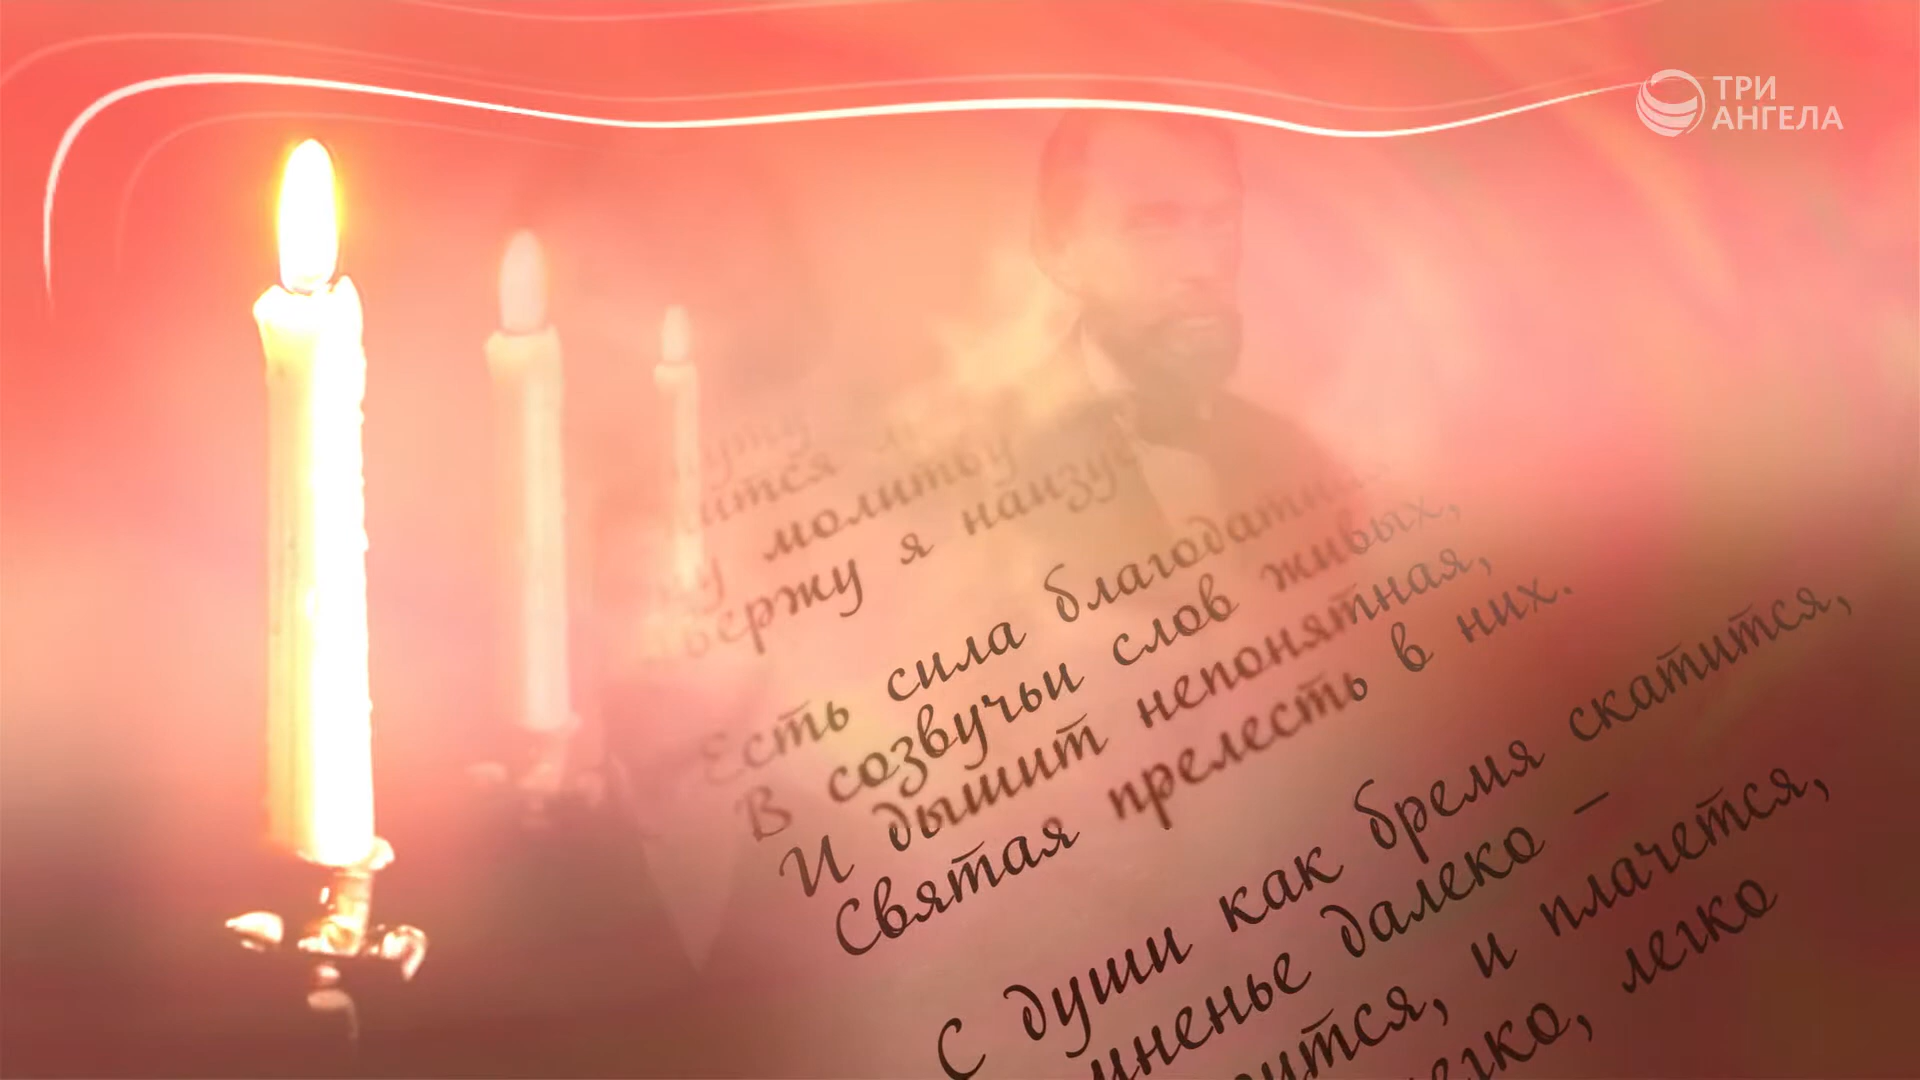 ТРИ
АНГЕЛА
молитву
я наизусть
Есть сила благодатная
В созвучьи слов живых,
И дышит непонятная,
Святая прелесть в них.
С души как бремя скатится,
далеко –
и плачется,
легко